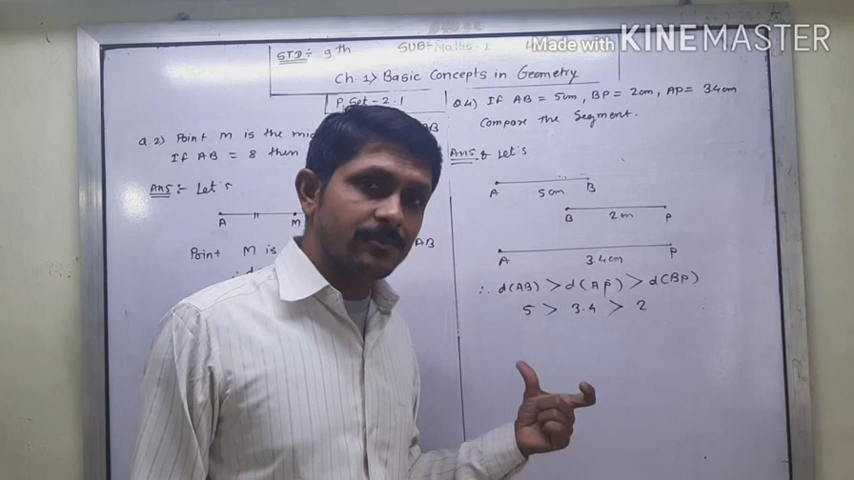 STD:- 9th SUB-Maths-I
Made with KINEMASTER
Ch.1) Basic Concepts in Geometry
P. Set - 2.1
Q.2) Point M is the mid AB
If AB = 8 then
Ans:- Let's
A M
Point M is AB
Q.4) If AB = 5cm, BP = 2cm, AP = 3.4cm
Compare the Segment.
Ans:- Let's
A 5cm B
B 2cm P
A 3.4cm P
∴ d(AB) > d(AP) > d(BP)
5 > 3.4 > 2